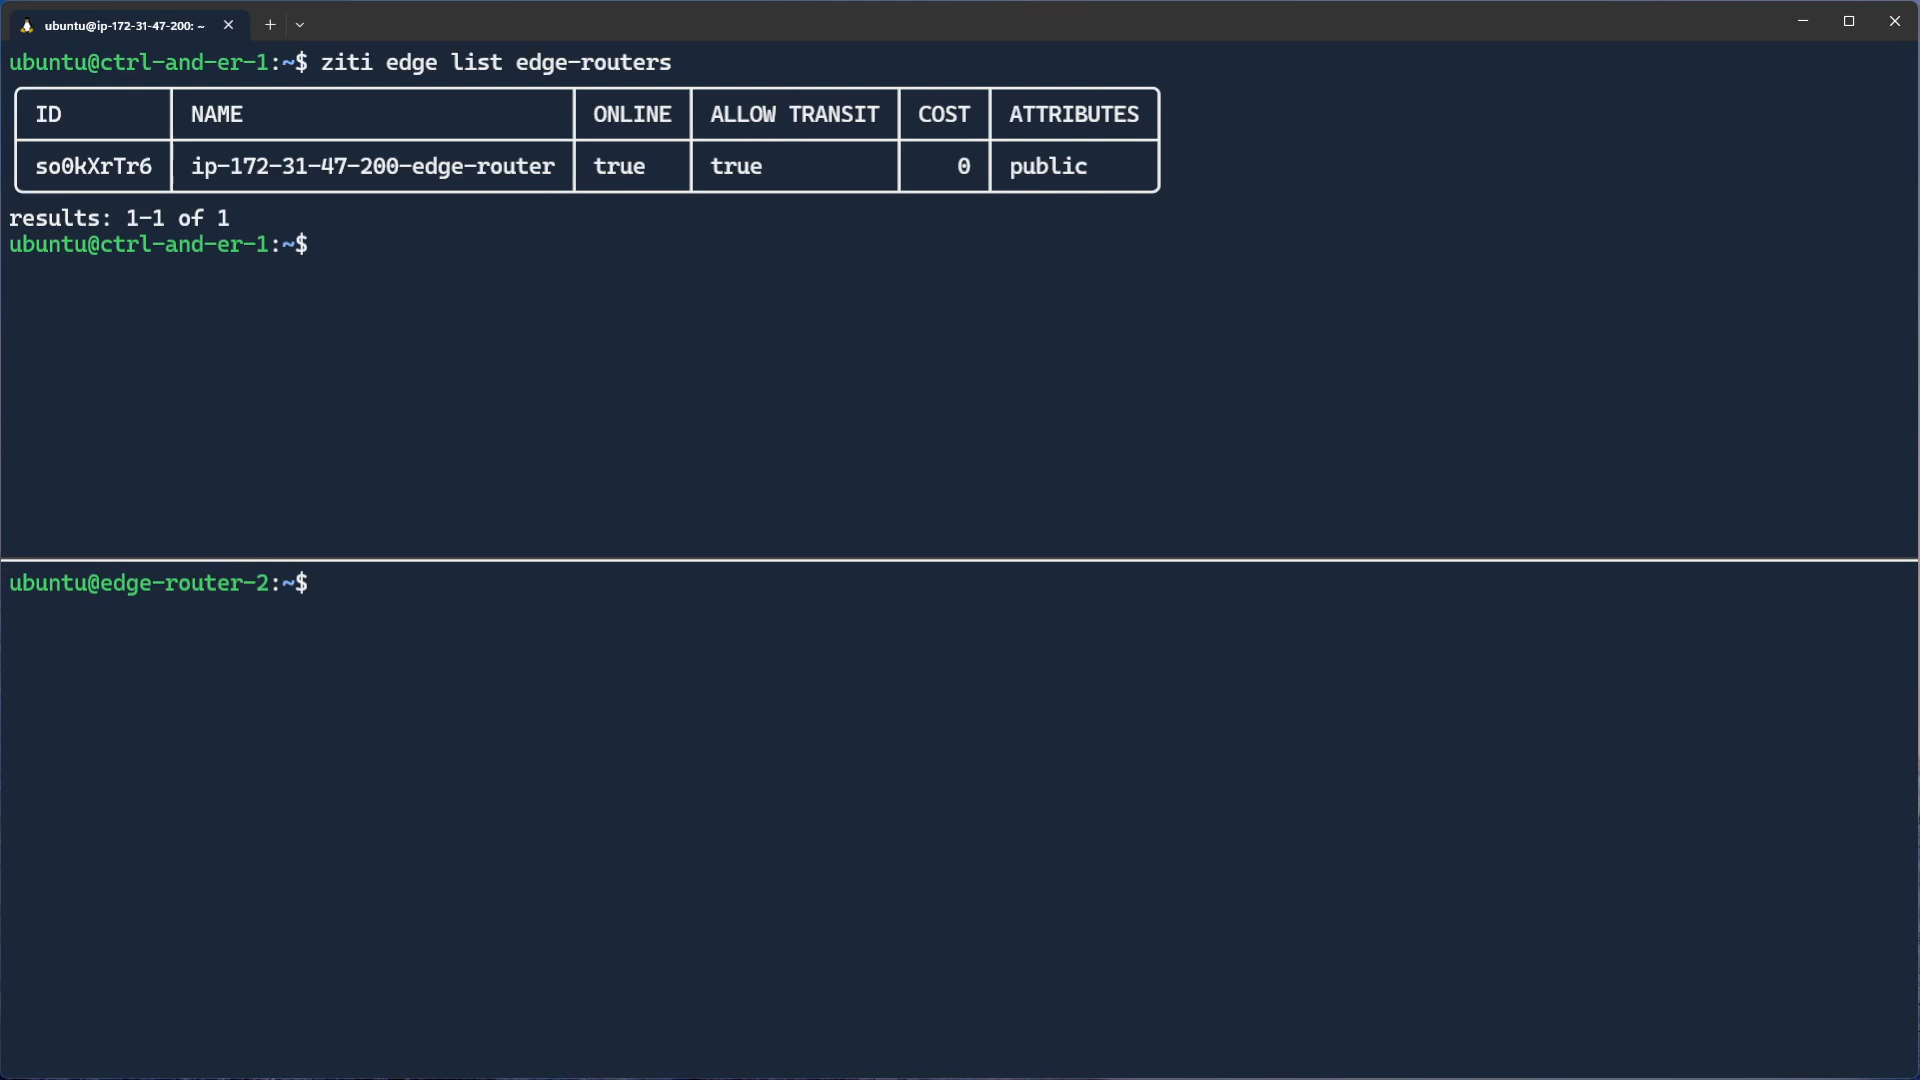 ubuntu@ip-172-31-47-200: ~
ubuntu@ctrl-and-er-1:~$ ziti edge list edge-routers
ID NAME ONLINE ALLOW TRANSIT COST ATTRIBUTES
so0kXrTr6 ip-172-31-47-200-edge-router true true 0 public
results: 1-1 of 1
ubuntu@ctrl-and-er-1:~$
ubuntu@edge-router-2:~$